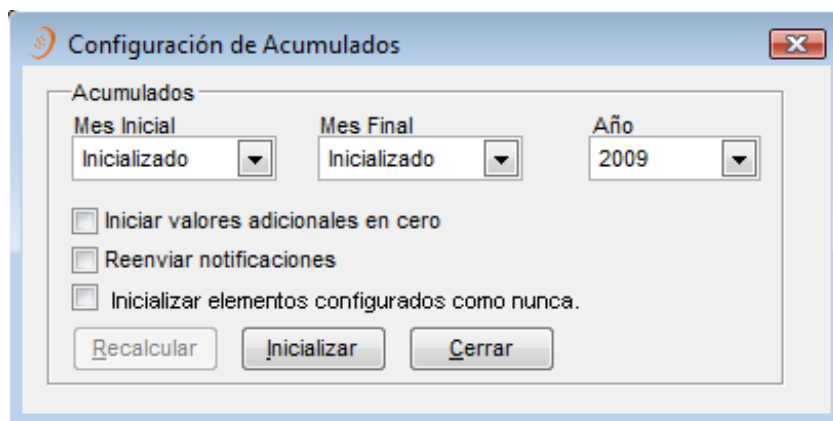 Configuración de Acumulados
Acumulados
Mes Inicial Mes Final Año
Inicializado Inicializado 2009
Iniciar valores adicionales en cero
Reenviar notificaciones
Inicializar elementos configurados como nunca.
Recalcular Inicializar Cerrar